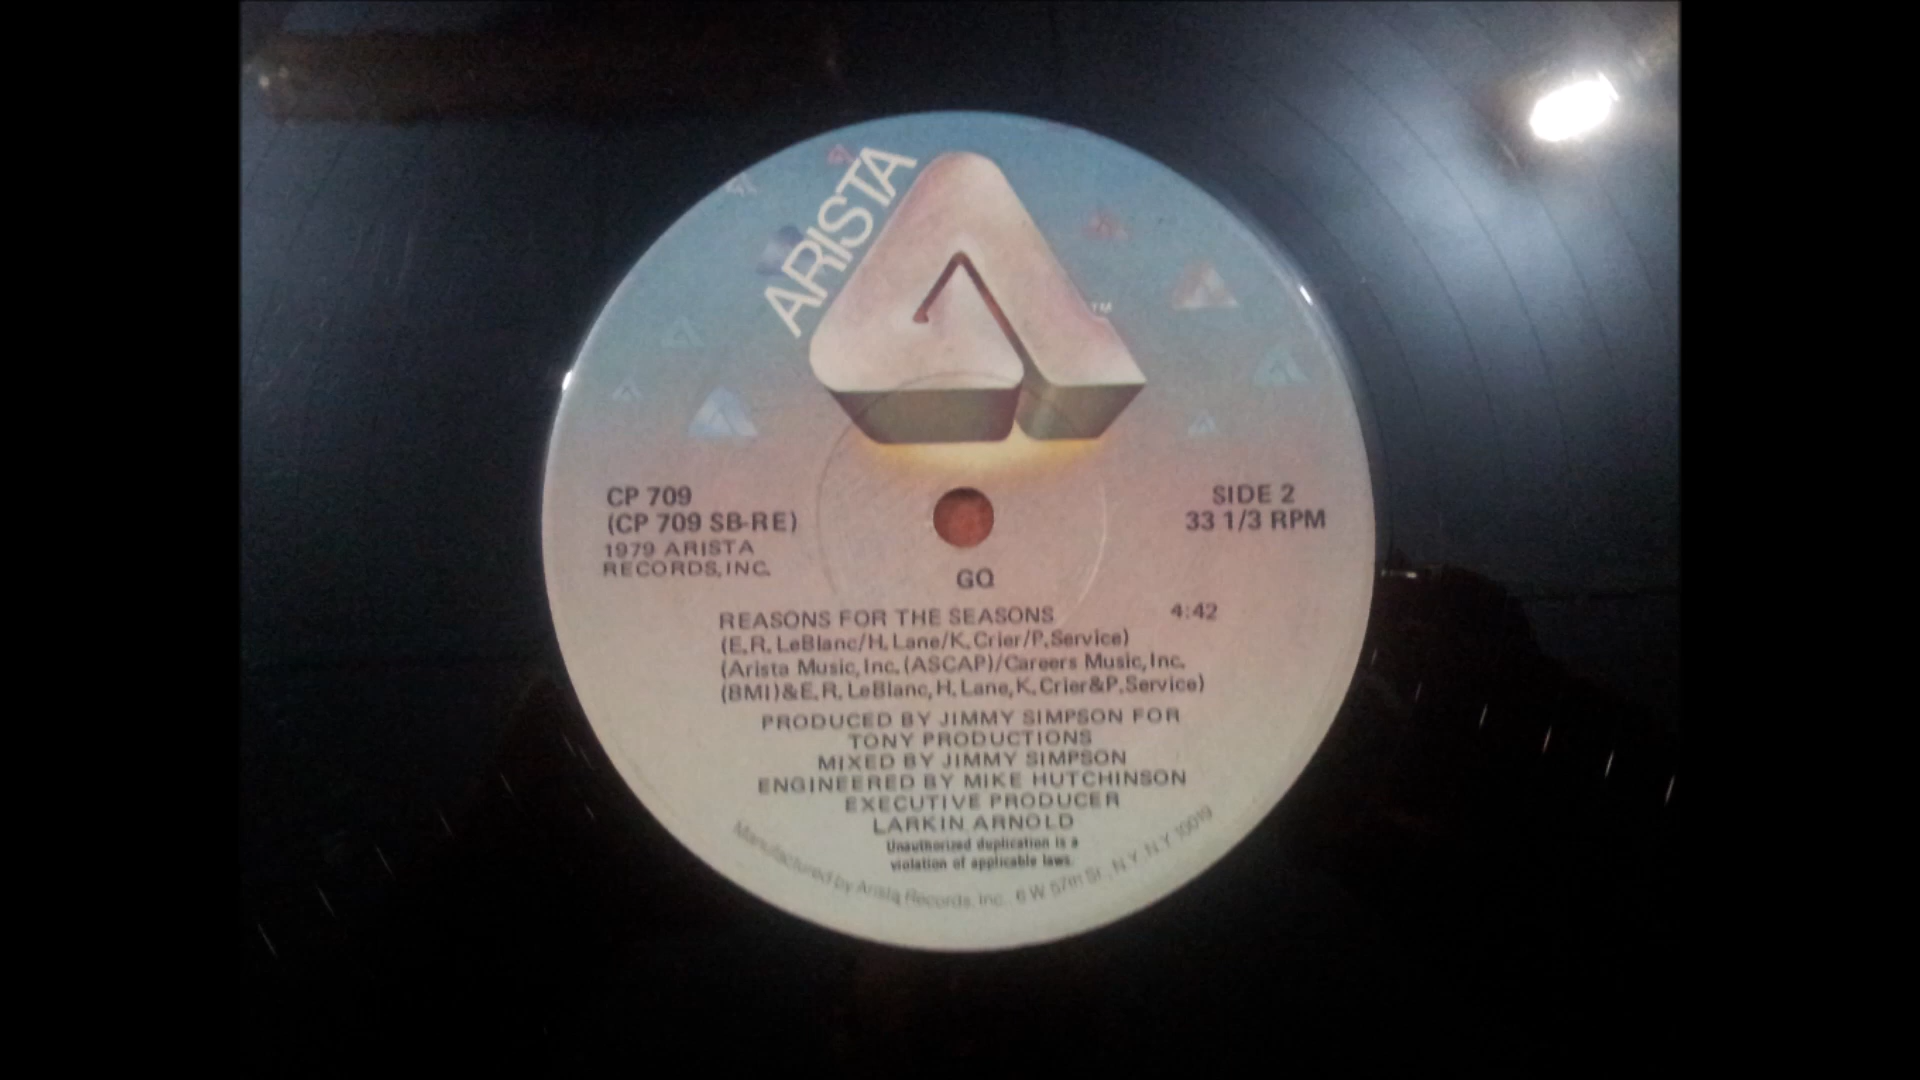 ARISTA
TM
CP 709
(CP 709 SB-RE)
1979 ARISTA
RECORDS, INC.
SIDE 2
33 1/3 RPM
GQ
REASONS FOR THE SEASONS 4:42
(E.R. LeBlanc/H. Lane/K. Crier/P. Service)
(Arista Music, Inc. (ASCAP)/Careers Music, Inc.
(BMI)&E.R. LeBlanc, H. Lane, K. Crier&P. Service)
PRODUCED BY JIMMY SIMPSON FOR
TONY PRODUCTIONS
MIXED BY JIMMY SIMPSON
ENGINEERED BY MIKE HUTCHINSON
EXECUTIVE PRODUCER
LARKIN ARNOLD
Unauthorized duplication is a
violation of applicable laws.
Manufactured by Arista Records, Inc. 6 W 57th St., N.Y. N.Y. 10019